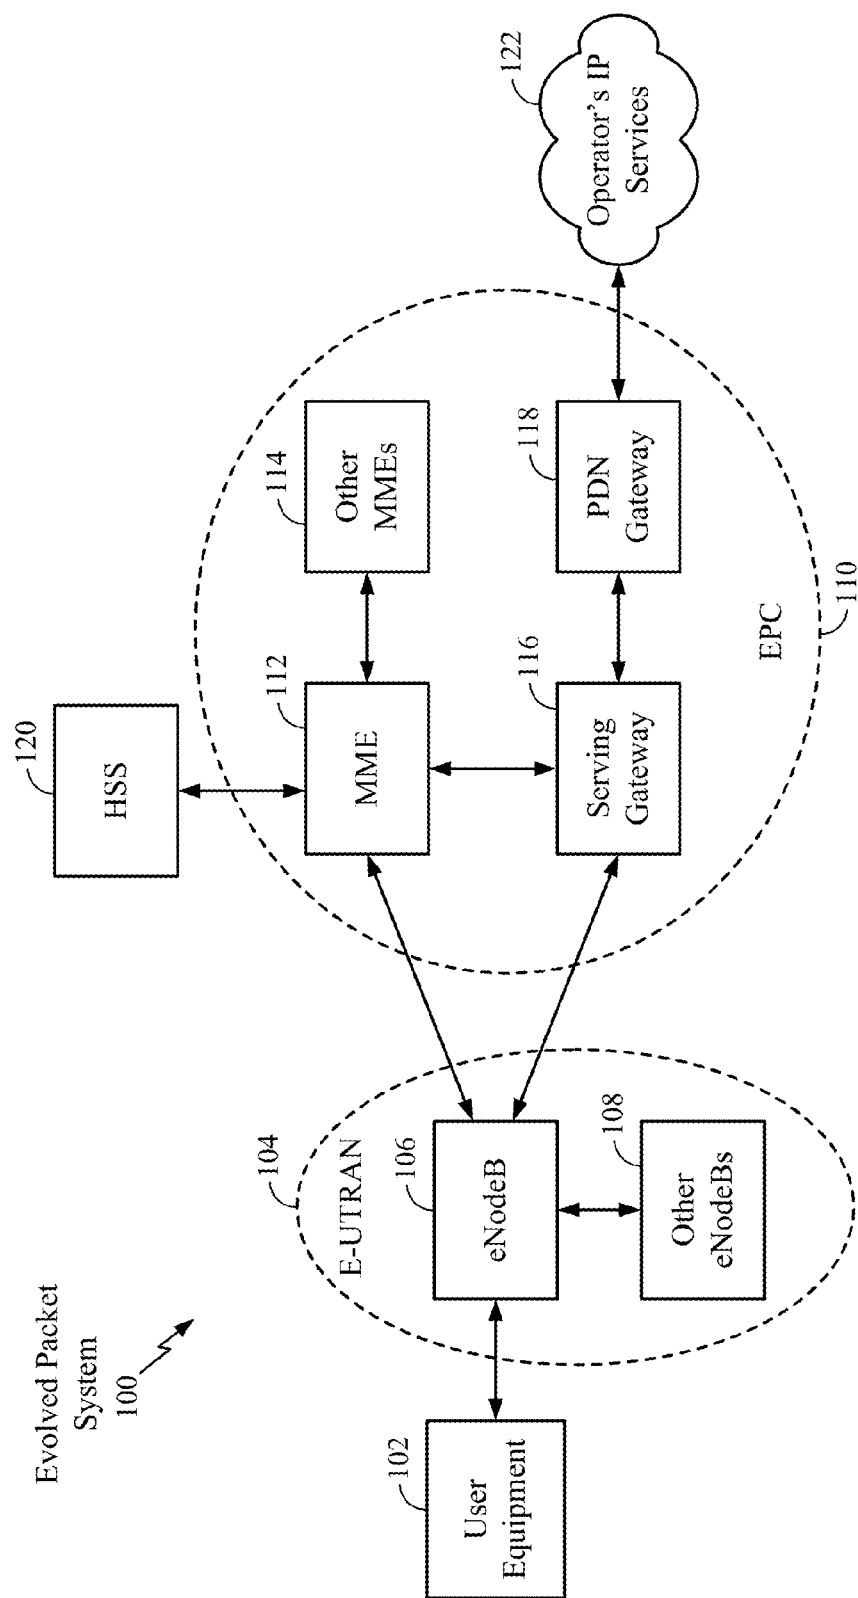 Evolved Packet
System
100
102
User
Equipment
104
E-UTRAN
106
eNodeB
108
Other
eNodeBs
120
HSS
112
MME
114
Other
MMEs
116
Serving
Gateway
118
PDN
Gateway
EPC
110
122
Operator's IP
Services